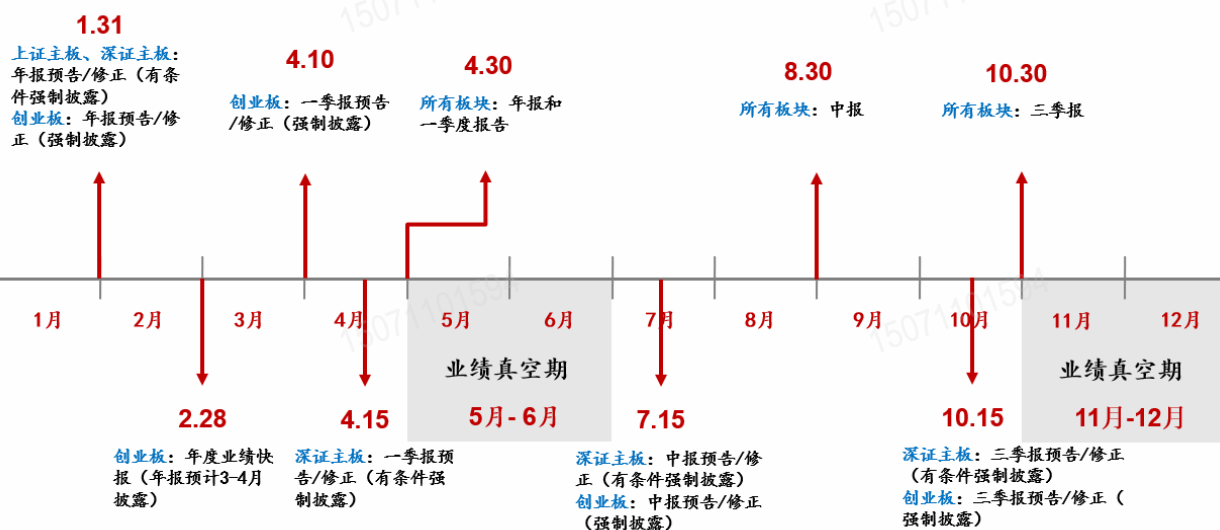 1.31
上证主板、深证主板：
年报预告/修正（有条
件强制披露）
创业板：年报预告/修
正（强制披露）
4.10
创业板：一季报预告
/修正（强制披露）
4.30
所有板块：年报和
一季度报告
8.30
所有板块：中报
10.30
所有板块：三季报
1月
2月
3月
4月
5月
6月
7月
8月
9月
10月
11月
12月
业绩真空期
5月- 6月
业绩真空期
11月-12月
2.28
创业板：年度业绩快
报（年报预计3-4月
披露）
4.15
深证主板：一季报预
告/修正（有条件强
制披露）
7.15
深证主板：中报预告/修
正（有条件强制披露）
创业板：中报预告/修正
（强制披露）
10.15
深证主板：三季报预告/修正
（有条件强制披露）
创业板：三季报预告/修正（
强制披露）
15071101594
15071101594